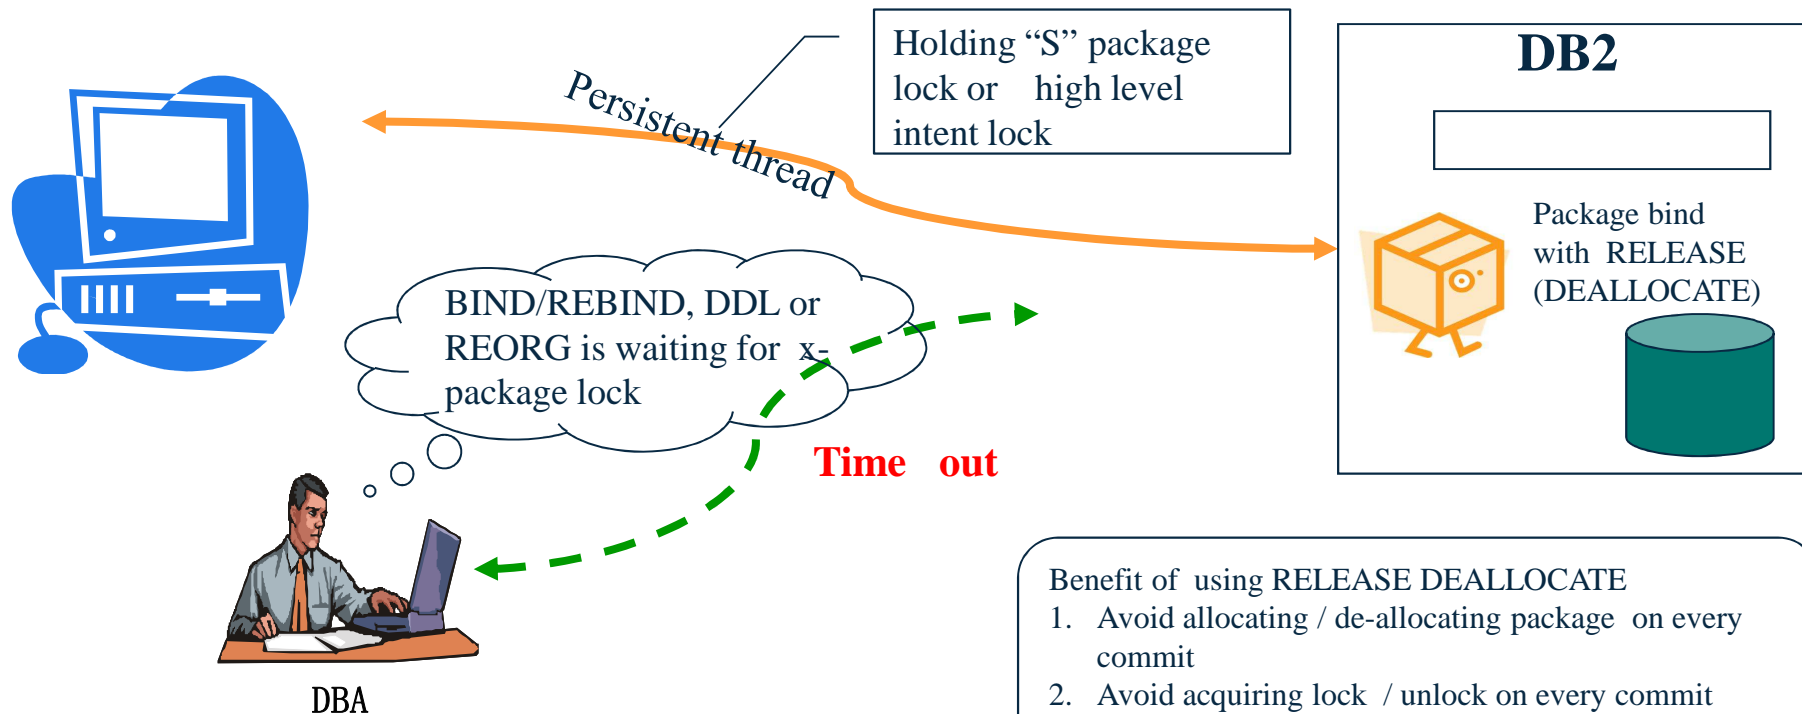 Holding “S” package
lock or high level
intent lock
DB2
Persistent thread
Package bind
with RELEASE
(DEALLOCATE)
BIND/REBIND, DDL or
REORG is waiting for x-
package lock
Time out
DBA
Benefit of using RELEASE DEALLOCATE
1. Avoid allocating / de-allocating package on every
commit
2. Avoid acquiring lock / unlock on every commit